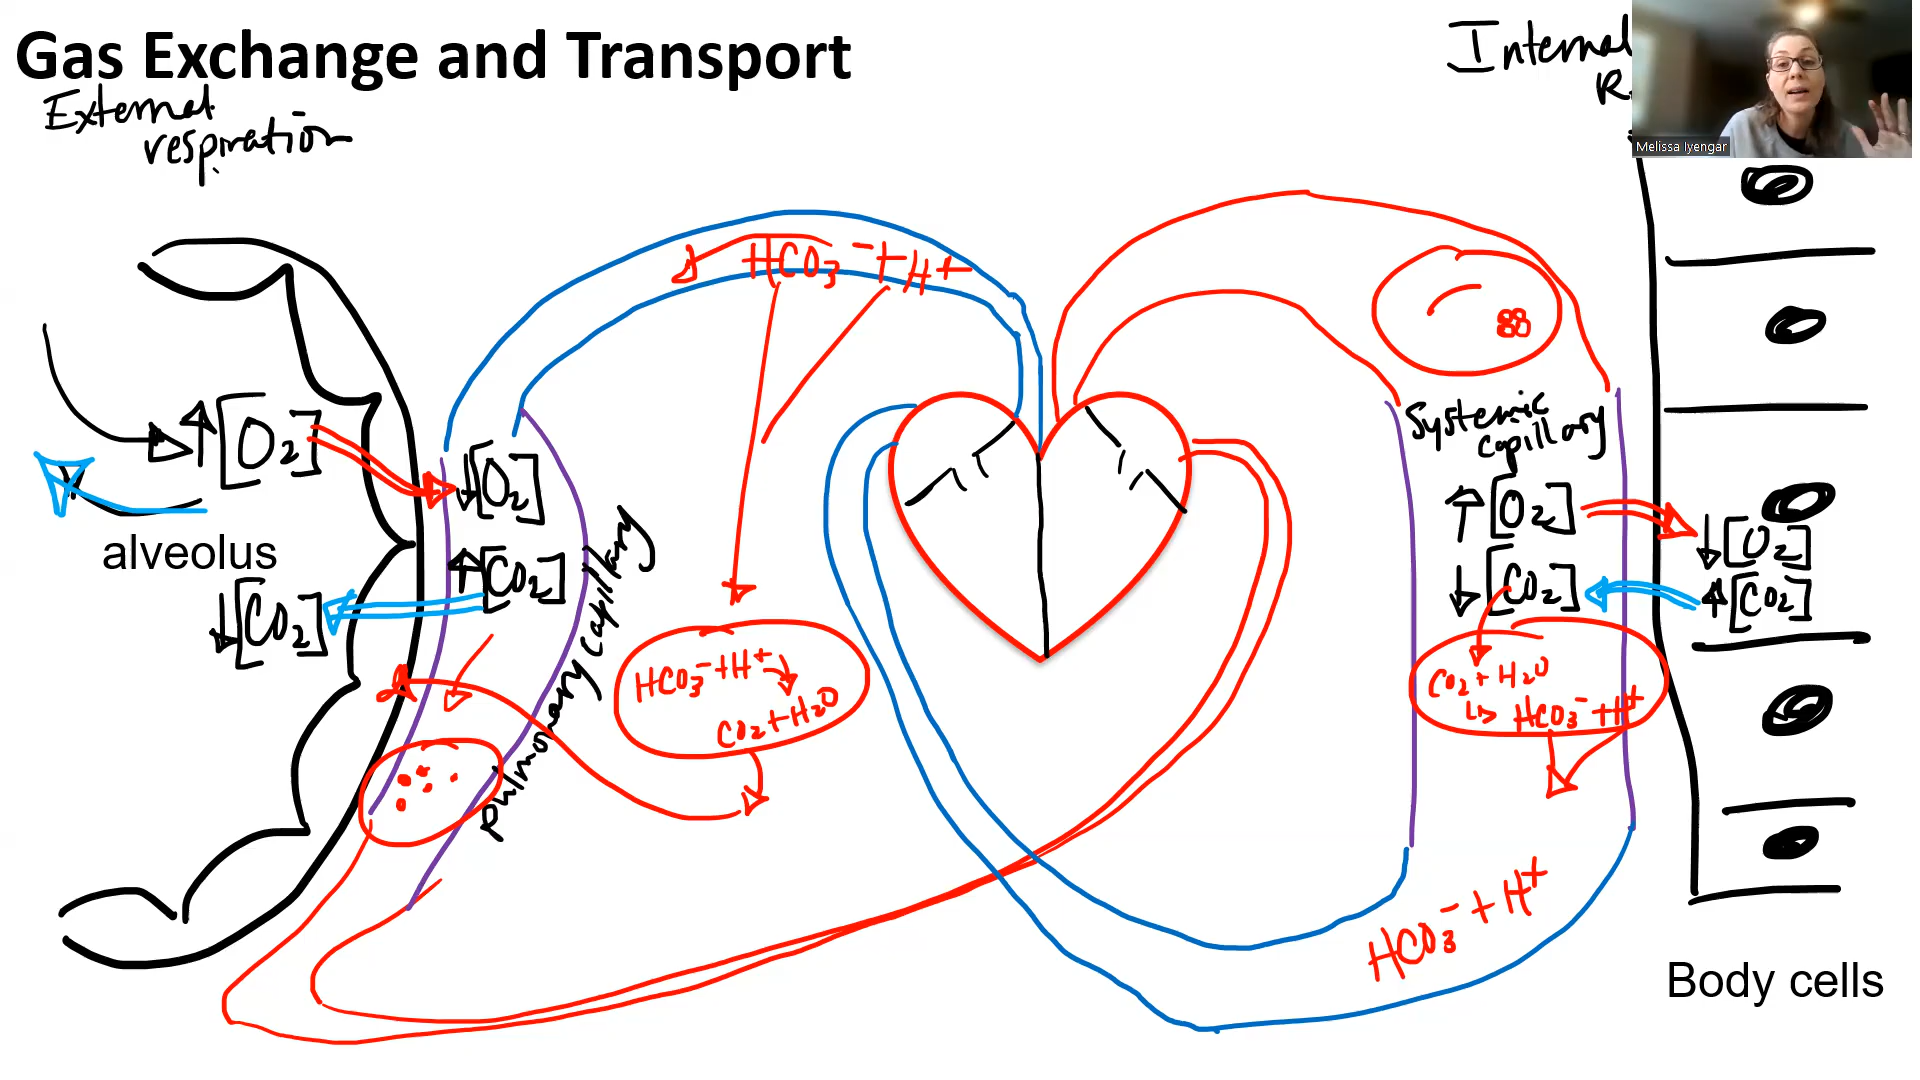 Gas Exchange and Transport
External
respiration
Internal
R
Melissa Iyengar
HCO₃⁻ + H⁺
Systemic
capillary
↑[O₂]
↓[O₂]
↑[CO₂]
↓[CO₂]
alveolus
pulmonary capillary
↑[O₂]
↓[CO₂]
↓[O₂]
↑[CO₂]
HCO₃⁻ + H⁺
CO₂ + H₂O
CO₂ + H₂O
↳ HCO₃⁻ + H⁺
HCO₃⁻ + H⁺
Body cells